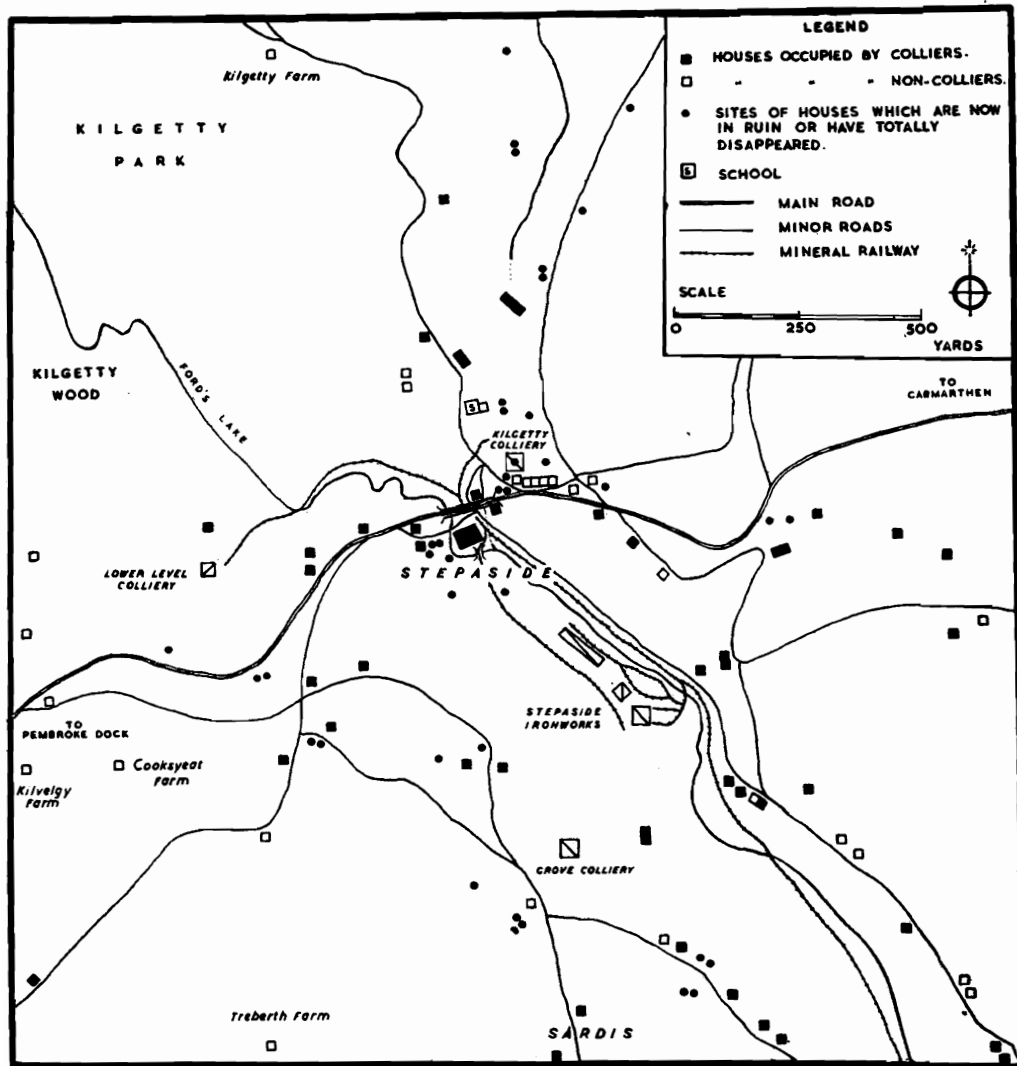 LEGEND
HOUSES OCCUPIED BY COLLIERS.
" " " NON-COLLIERS.
SITES OF HOUSES WHICH ARE NOW
IN RUIN OR HAVE TOTALLY
DISAPPEARED.
S SCHOOL
MAIN ROAD
MINOR ROADS
MINERAL RAILWAY
SCALE
0 250 500
YARDS
Kilgetty Farm
KILGETTY
PARK
KILGETTY
WOOD
FORD'S LAKE
TO
CARMARTHEN
S
KILGETTY
COLLIERY
LOWER LEVEL
COLLIERY
STEPASIDE
STEPASIDE
IRONWORKS
TO
PEMBROKE DOCK
Kilvelgy
Farm
Cooksyeat
Farm
GROVE COLLIERY
Treberth Farm
SARDIS